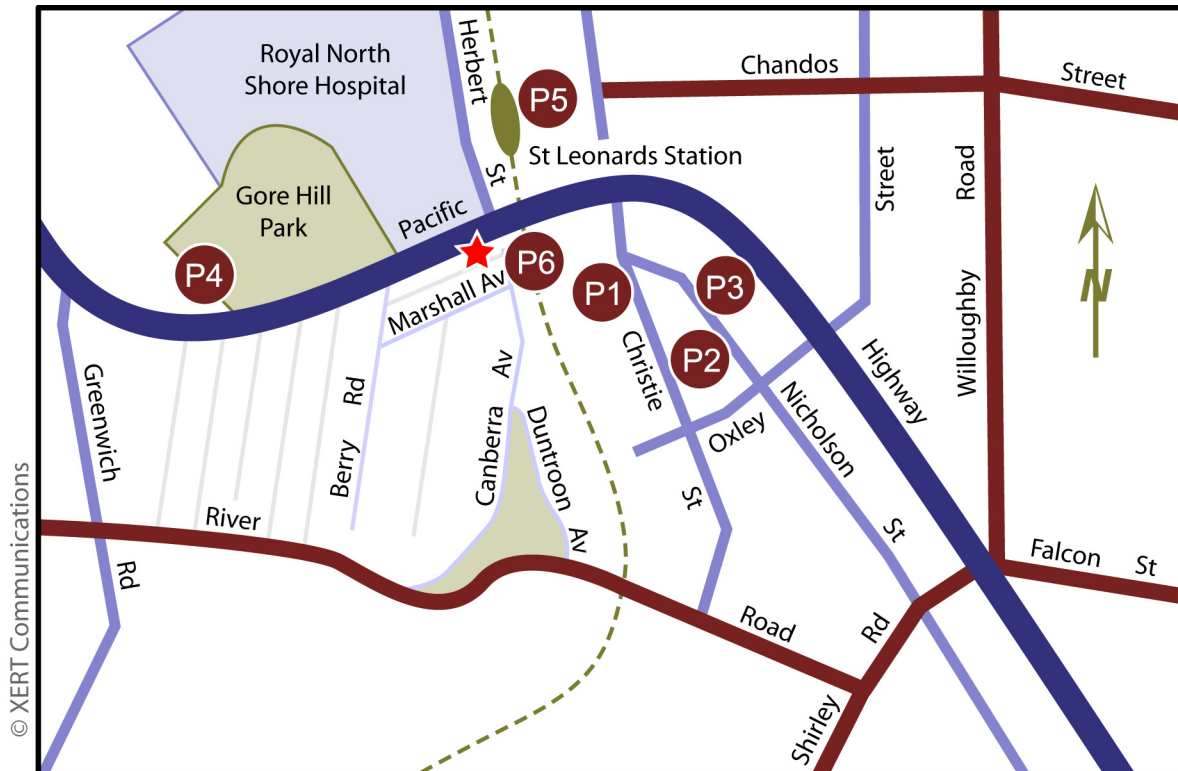 Royal North
Shore Hospital
Herbert
St
P5
Chandos
Street
St Leonards Station
Street
Willoughby
Road
Gore Hill
Park
Pacific
Highway
N
P4
P6
P1
P3
P2
Marshall Av
Greenwich
Rd
Berry
Rd
Canberra
Av
Duntroon
Av
Christie
St
Oxley
Nicholson
St
River
Road
Falcon
St
Shirley
Rd
© XERT Communications